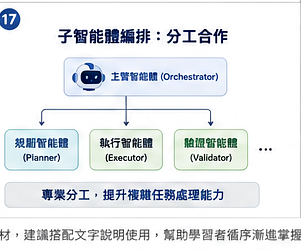 17
子智能體編排：分工合作
主管智能體 (Orchestrator)
規劃智能體
(Planner)
執行智能體
(Executor)
驗證智能體
(Validator)
...
專業分工，提升複雜任務處理能力
材，建議搭配文字說明使用，幫助學習者循序漸進掌握